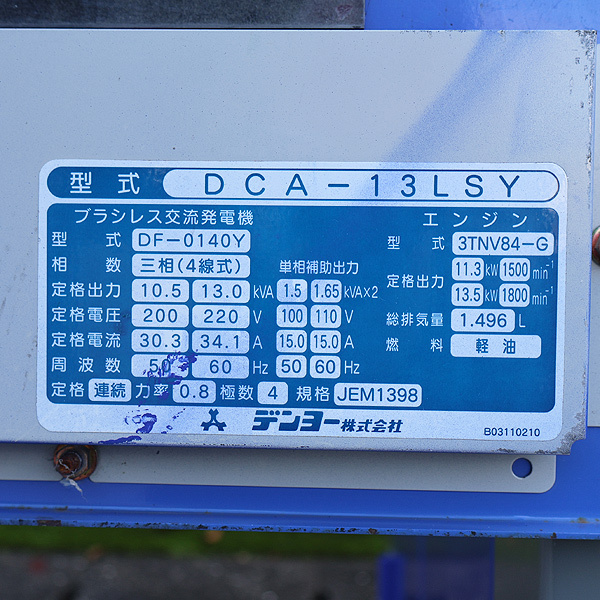 型式 DCA-13LSY
ブラシレス交流発電機
型式 DF-0140Y
相数 三相(4線式) 単相補助出力
定格出力 10.5 13.0 kVA 1.5 1.65 kVA×2
定格電圧 200 220 V 100 110 V
定格電流 30.3 34.1 A 15.0 15.0 A
周波数 50 60 Hz 50 60 Hz
定格 連続 力率 0.8 極数 4 規格 JEM1398
エンジン
型式 3TNV84-G
定格出力 11.3 kW 1500 min-1
13.5 kW 1800 min-1
総排気量 1.496 L
燃料 軽油
デンヨー株式会社
B03110210